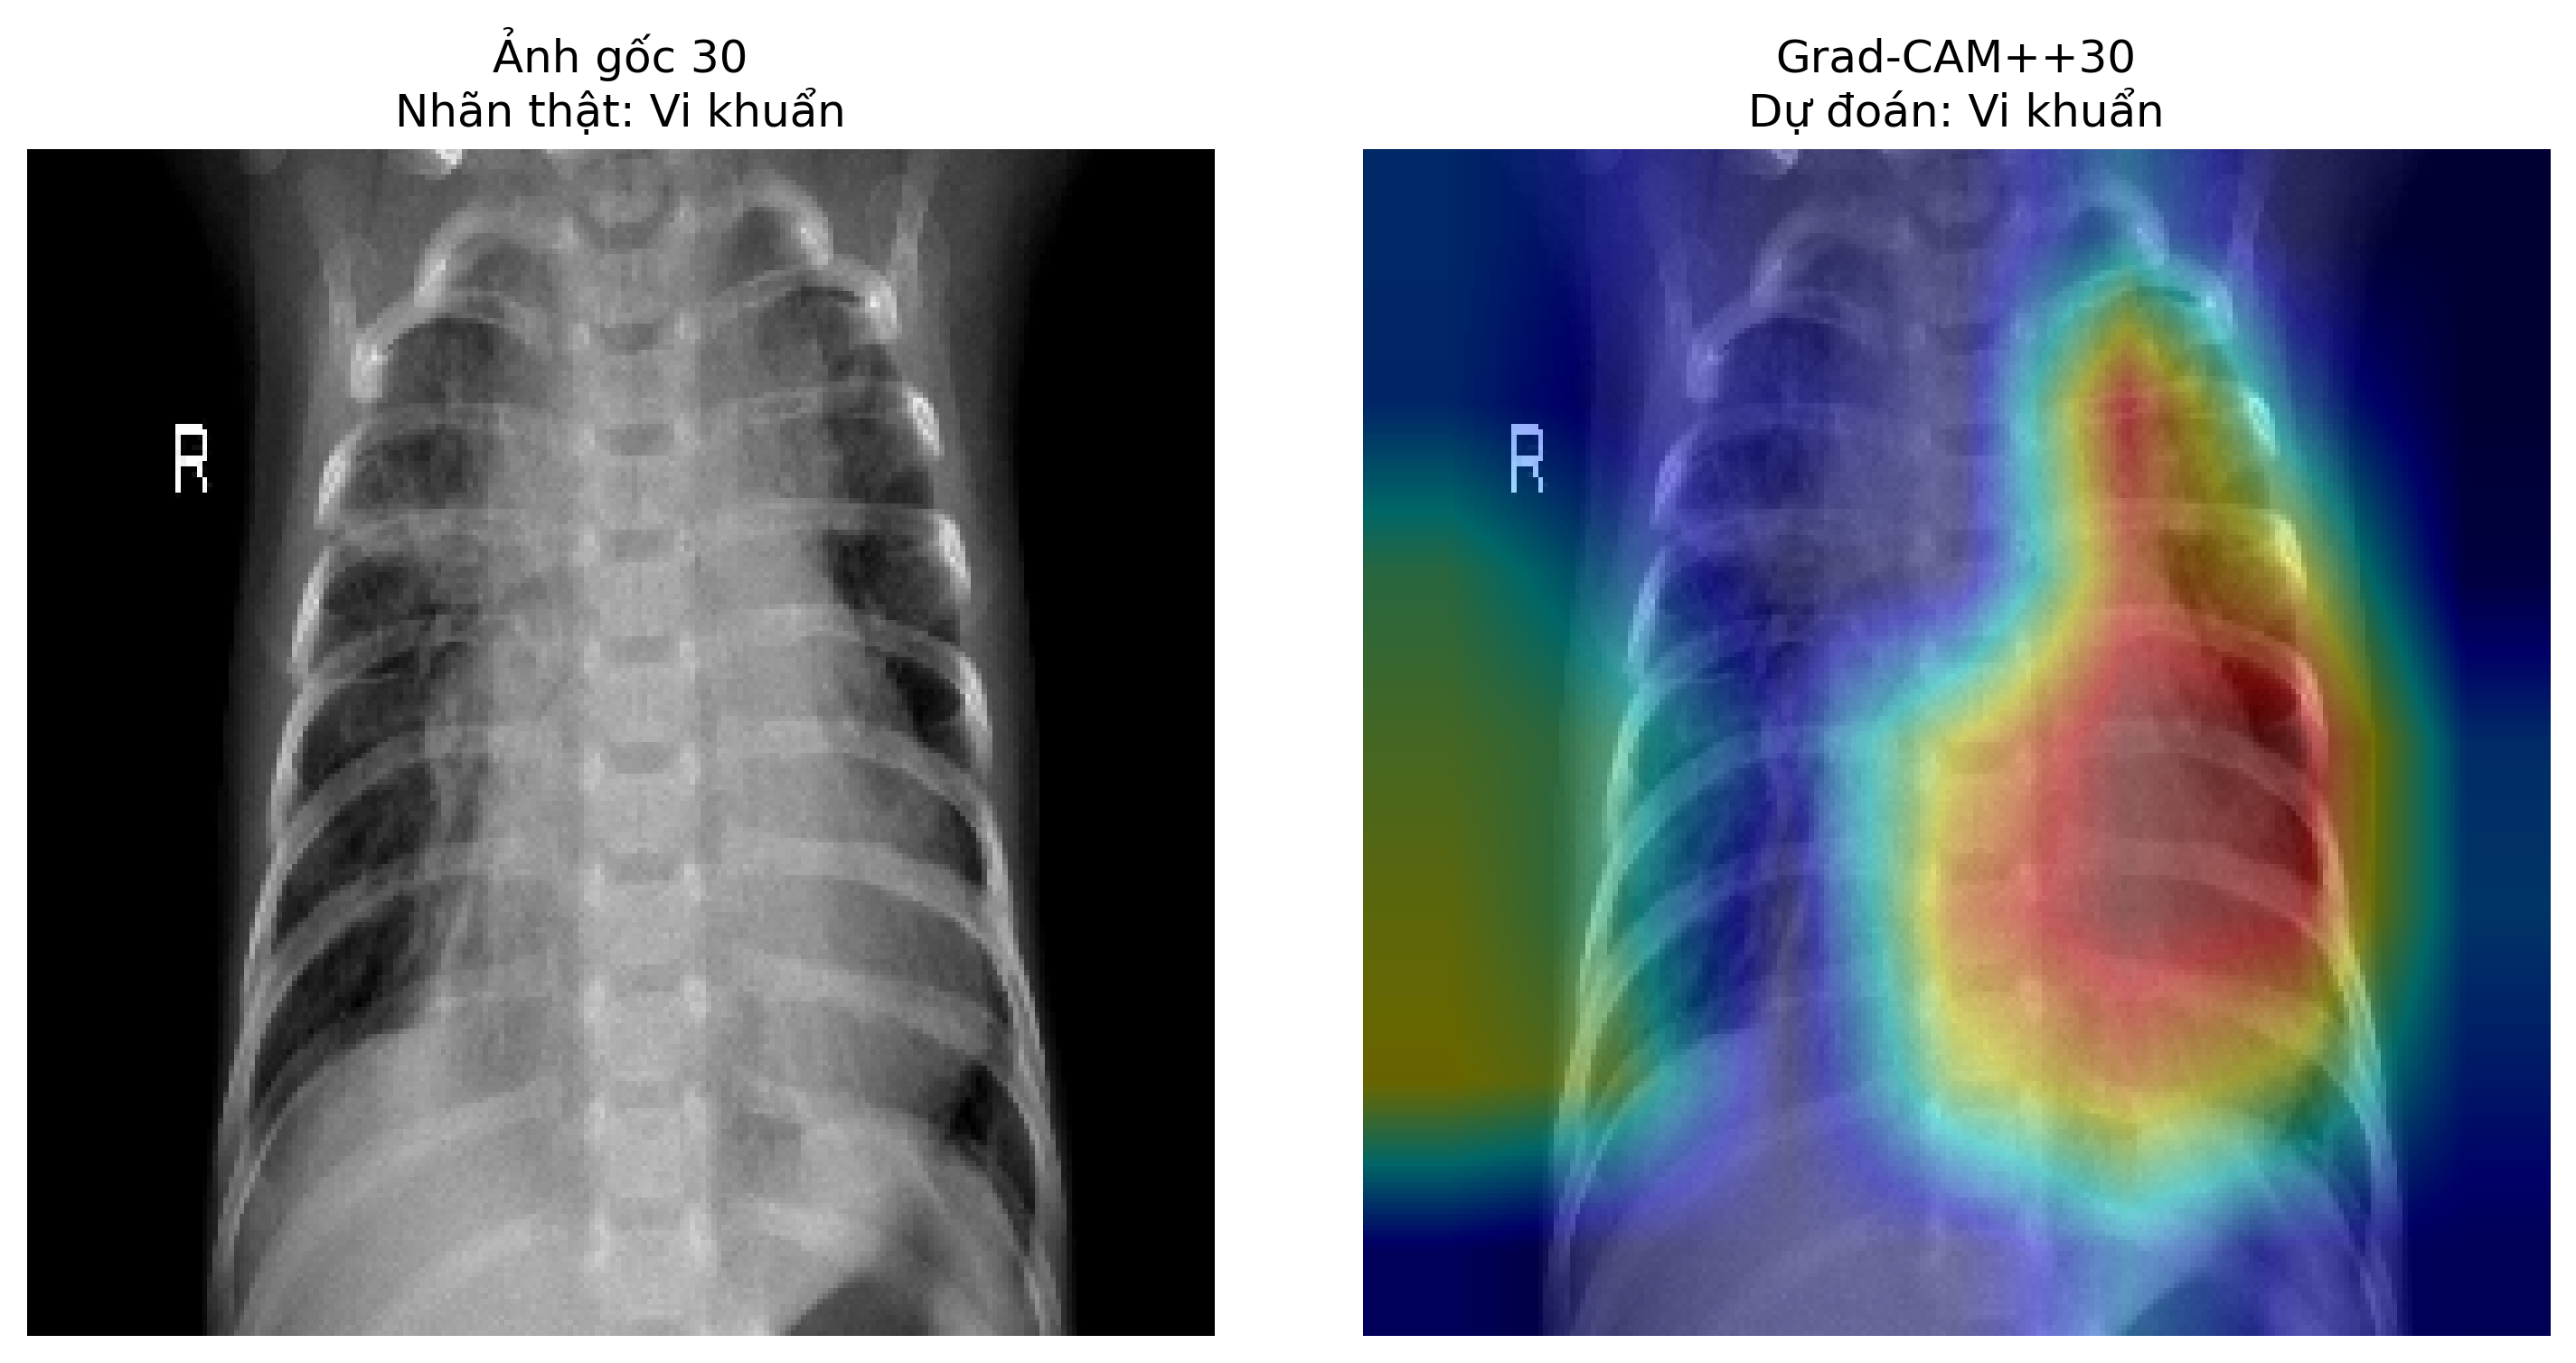 Ảnh gốc 30
Nhãn thật: Vi khuẩn
Grad-CAM++30
Dự đoán: Vi khuẩn
R
R